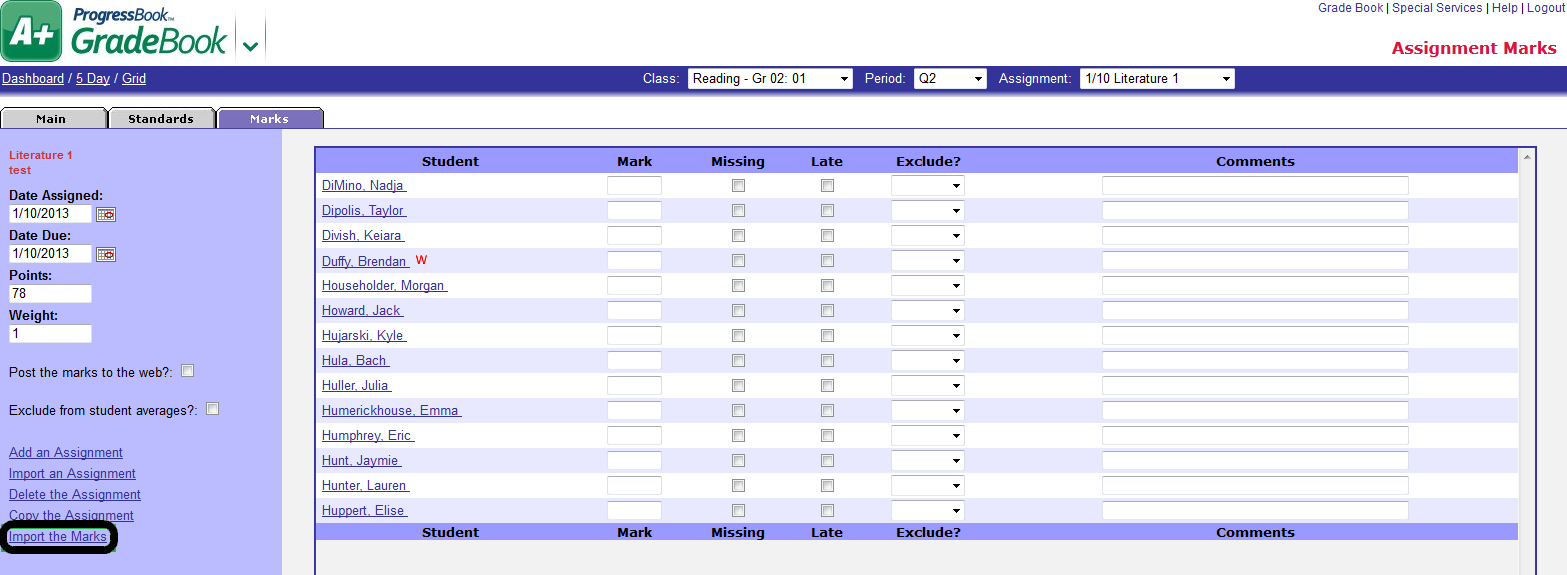 A+ ProgressBook™ GradeBook
Grade Book | Special Services | Help | Logout
Assignment Marks
Dashboard / 5 Day / Grid
Class: Reading - Gr 02: 01 Period: Q2 Assignment: 1/10 Literature 1
Main Standards Marks
Literature 1
test
Date Assigned:
1/10/2013
Date Due:
1/10/2013
Points:
78
Weight:
1
Post the marks to the web?:
Exclude from student averages?:
Add an Assignment
Import an Assignment
Delete the Assignment
Copy the Assignment
Import the Marks
Student Mark Missing Late Exclude? Comments
DiMino, Nadja
Dipolis, Taylor
Divish, Keiara
Duffy, Brendan W
Householder, Morgan
Howard, Jack
Hujarski, Kyle
Hula, Bach
Huller, Julia
Humerickhouse, Emma
Humphrey, Eric
Hunt, Jaymie
Hunter, Lauren
Huppert, Elise
Student Mark Missing Late Exclude? Comments